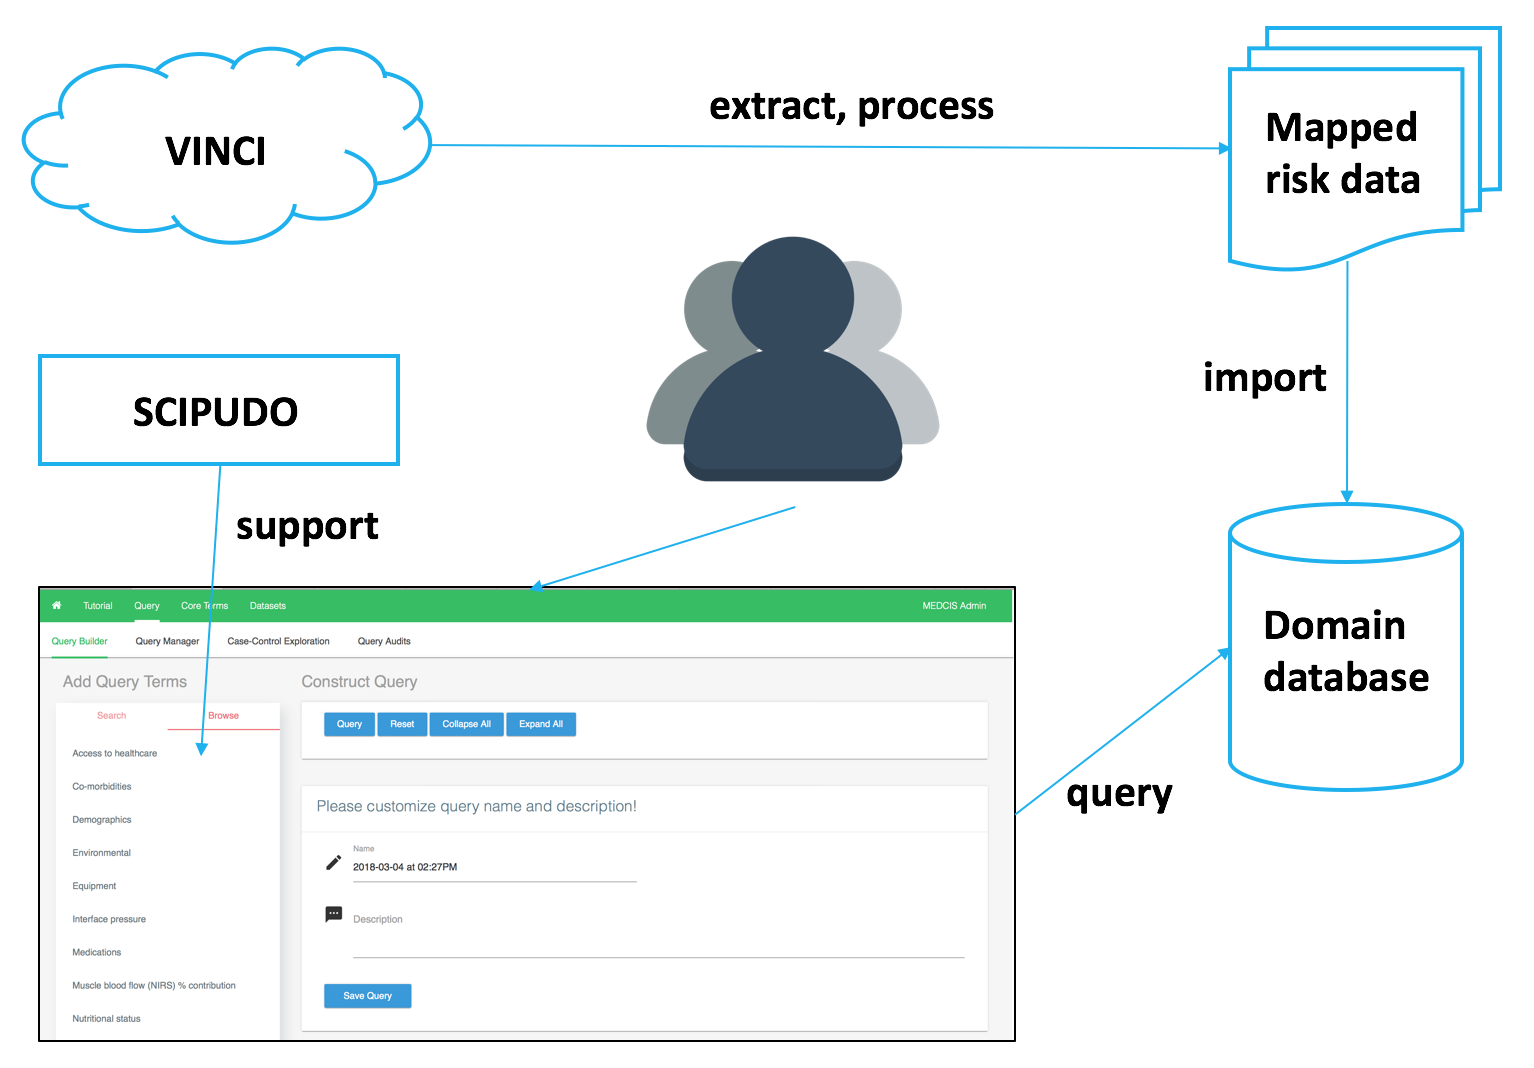 VINCI
extract, process
Mapped
risk data
SCIPUDO
import
support
Tutorial Query Core Terms Datasets MEDCIS Admin
Query Builder Query Manager Case-Control Exploration Query Audits
Add Query Terms
Construct Query
Search Browse
Query Reset Collapse All Expand All
Access to healthcare
Co-morbidities
Demographics
Environmental
Equipment
Interface pressure
Medications
Muscle blood flow (NIRS) % contribution
Nutritional status
Please customize query name and description!
Name
2018-03-04 at 02:27PM
Description
Save Query
query
Domain
database